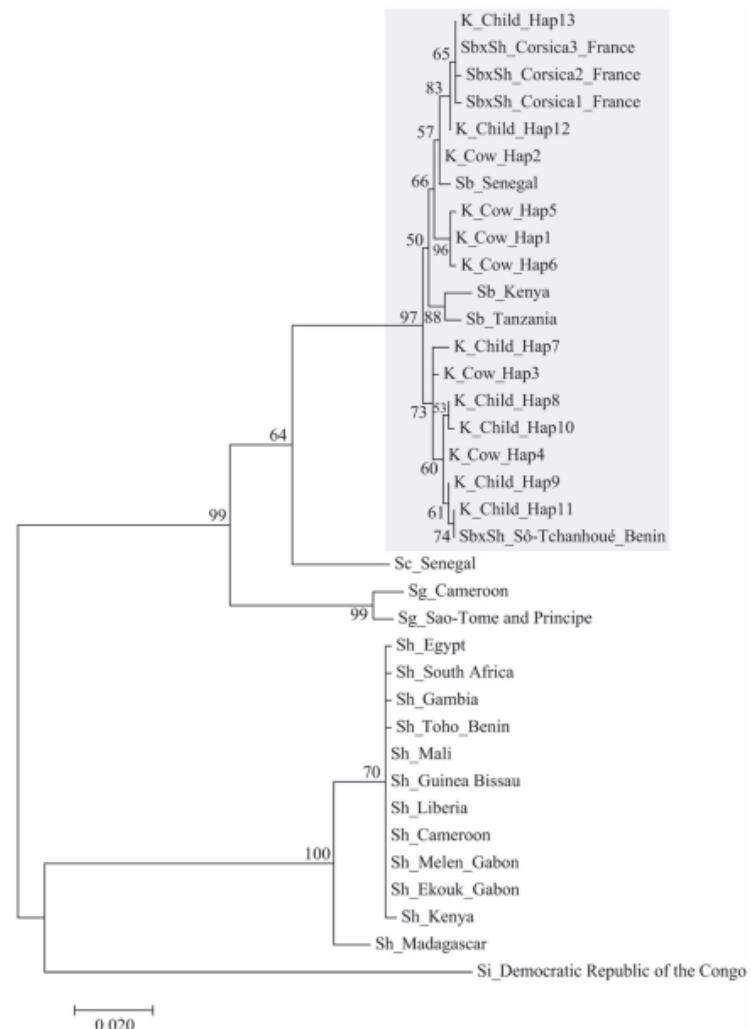 K_Child_Hap13
SbxSh_Corsica3_France
65
SbxSh_Corsica2_France
83
SbxSh_Corsica1_France
K_Child_Hap12
57
K_Cow_Hap2
66
Sb_Senegal
K_Cow_Hap5
50
K_Cow_Hap1
96
K_Cow_Hap6
Sb_Kenya
97
88
Sb_Tanzania
K_Child_Hap7
K_Cow_Hap3
73
53
K_Child_Hap8
K_Child_Hap10
64
K_Cow_Hap4
60
K_Child_Hap9
61
K_Child_Hap11
99
74
SbxSh_Sô-Tchanhoué_Benin
Sc_Senegal
Sg_Cameroon
99
Sg_Sao-Tome and Principe
Sh_Egypt
Sh_South Africa
Sh_Gambia
Sh_Toho_Benin
Sh_Mali
70
Sh_Guinea Bissau
Sh_Liberia
Sh_Cameroon
100
Sh_Melen_Gabon
Sh_Ekouk_Gabon
Sh_Kenya
Sh_Madagascar
Si_Democratic Republic of the Congo
0.020